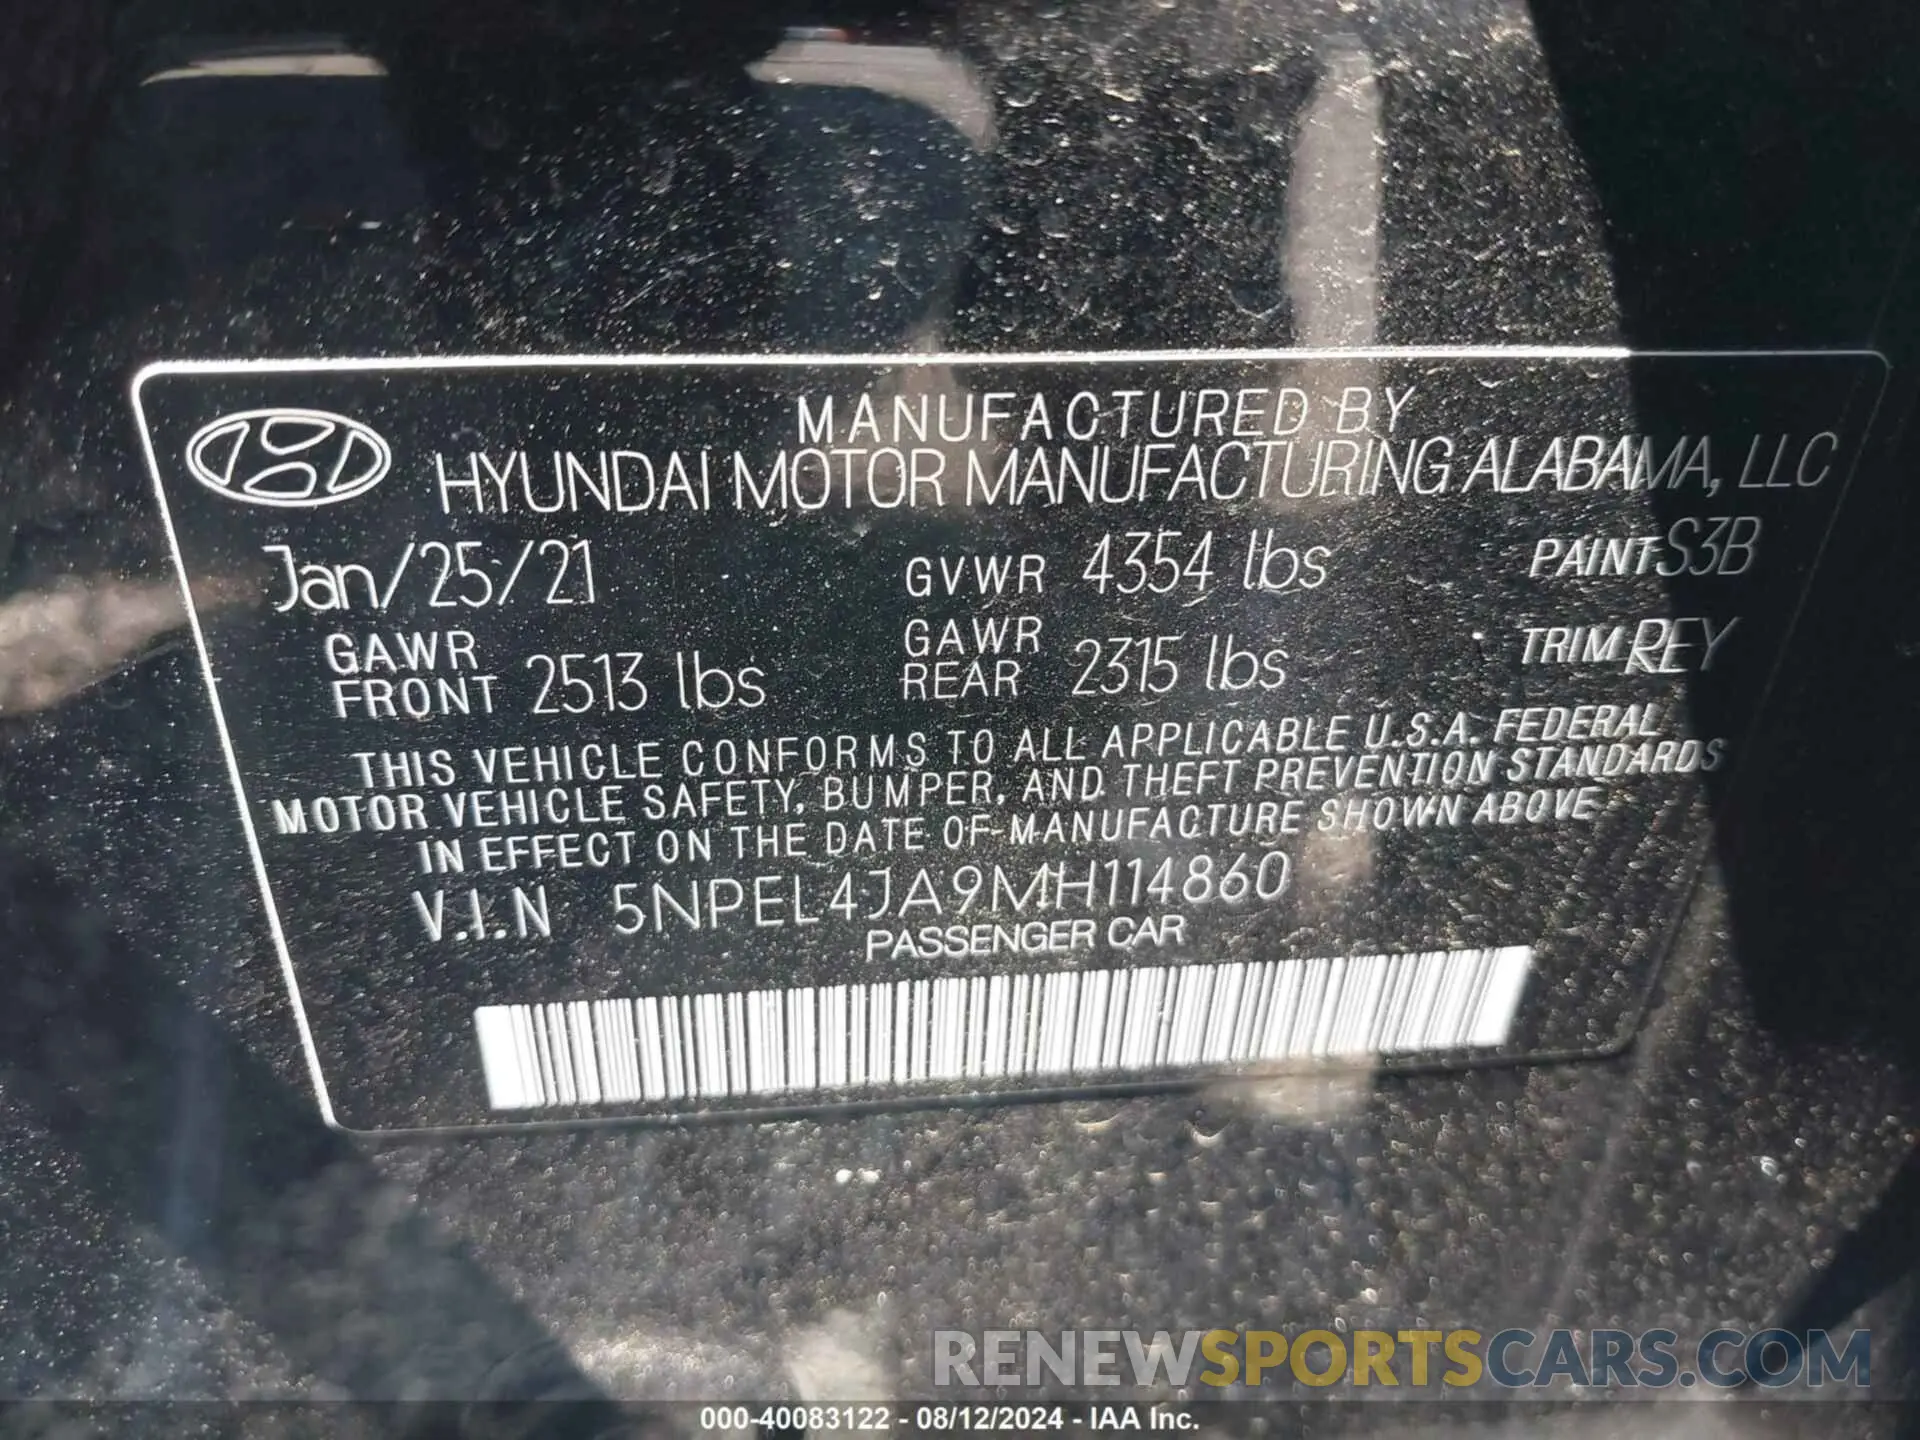 MANUFACTURED BY
HYUNDAI MOTOR MANUFACTURING ALABAMA, LLC
Jan/25/21 GVWR 4354 lbs PAINT S3B
GAWR FRONT 2513 lbs GAWR REAR 2315 lbs TRIM REY
THIS VEHICLE CONFORMS TO ALL APPLICABLE U.S.A. FEDERAL
MOTOR VEHICLE SAFETY, BUMPER, AND THEFT PREVENTION STANDARDS
IN EFFECT ON THE DATE OF MANUFACTURE SHOWN ABOVE
V.I.N 5NPEL4JA9MH114860
PASSENGER CAR
RENEWSPORTSCARS.COM
000-40083122 - 08/12/2024 - IAA Inc.